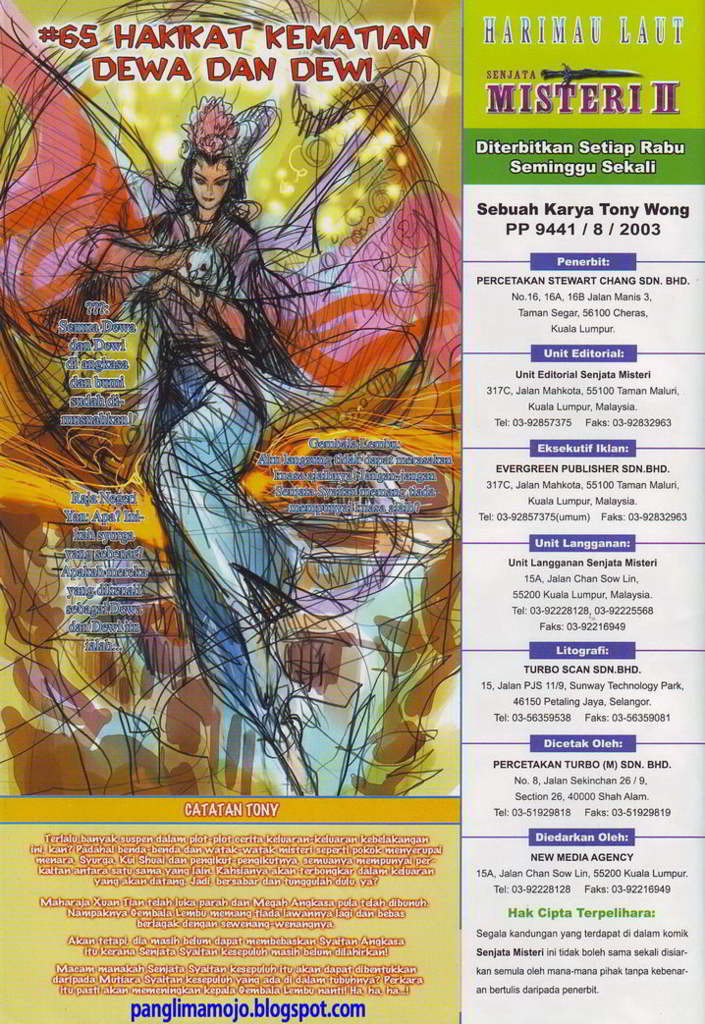 #65 HAKIKAT KEMATIAN
DEWA DAN DEWI
???:
Semua Dewa
dan Dewi
di angkasa
dan bumi
sudah di-
musnahkan!
Gembala Lembu:
Aku langsung tidak dapat merasakan
kuasa ajaibnya! Jangan-jangan
Senjata Syaitan memang tiada
mempunyai kuasa ajaib?
Raja Negeri
Yan: Apa? Ini-
kah syurga
yang sebenar?
Apakah mereka
yang dikenali
sebagai Dewa
dan Dewi itu
ialah...
CATATAN TONY
Terlalu banyak suspen dalam plot-plot cerita keluaran-keluaran kebelakangan
ini, kan? Padahal benda-benda dan watak-watak misteri seperti pokok menyerupai
menara, Syurga, Kui Shuai dan pengikut-pengikutnya, semuanya mempunyai per-
kaitan antara satu sama yang lain. Rahsianya akan terbongkar dalam keluaran
yang akan datang. Jadi, bersabar dan tunggulah dulu, ya?
Maharaja Xuan Tian telah luka parah dan Megah Angkasa pula telah dibunuh.
Nampaknya Gembala Lembu memang tiada lawannya lagi dan bebas
berlagak dengan sewenang-wenangnya.
Akan tetapi, dia masih belum dapat membebaskan Syaitan Angkasa
itu kerana Senjata Syaitan kesepuluh masih belum dilahirkan!
Macam manakah Senjata Syaitan kesepuluh itu akan dapat dibentukkan
daripada Mutiara Syaitan kesepuluh yang ada di dalam tubuhnya? Perkara
itu pasti akan memeningkan kepala Gembala Lembu nanti! Ha, ha, ha...!
panglimamojo.blogspot.com
HARIMAU LAUT
SENJATA
MISTERI II
Diterbitkan Setiap Rabu
Seminggu Sekali
Sebuah Karya Tony Wong
PP 9441 / 8 / 2003
Penerbit:
PERCETAKAN STEWART CHANG SDN. BHD.
No.16, 16A, 16B Jalan Manis 3,
Taman Segar, 56100 Cheras,
Kuala Lumpur.
Unit Editorial:
Unit Editorial Senjata Misteri
317C, Jalan Mahkota, 55100 Taman Maluri,
Kuala Lumpur, Malaysia.
Tel: 03-92857375 Faks: 03-92832963
Eksekutif Iklan:
EVERGREEN PUBLISHER SDN.BHD.
317C, Jalan Mahkota, 55100 Taman Maluri,
Kuala Lumpur, Malaysia.
Tel: 03-92857375(umum) Faks: 03-92832963
Unit Langganan:
Unit Langganan Senjata Misteri
15A, Jalan Chan Sow Lin,
55200 Kuala Lumpur, Malaysia.
Tel: 03-92228128, 03-92225568
Faks: 03-92216949
Litografi:
TURBO SCAN SDN.BHD.
15, Jalan PJS 11/9, Sunway Technology Park,
46150 Petaling Jaya, Selangor.
Tel: 03-56359538 Faks: 03-56359081
Dicetak Oleh:
PERCETAKAN TURBO (M) SDN. BHD.
No. 8, Jalan Sekinchan 26 / 9,
Section 26, 40000 Shah Alam.
Tel: 03-51928818 Faks: 03-51929819
Diedarkan Oleh:
NEW MEDIA AGENCY
15A, Jalan Chan Sow Lin, 55200 Kuala Lumpur.
Tel: 03-92228128 Faks: 03-92216949
Hak Cipta Terpelihara:
Segala kandungan yang terdapat di dalam komik
Senjata Misteri ini tidak boleh sama sekali disiar-
kan semula oleh mana-mana pihak tanpa kebenar-
an bertulis daripada penerbit.